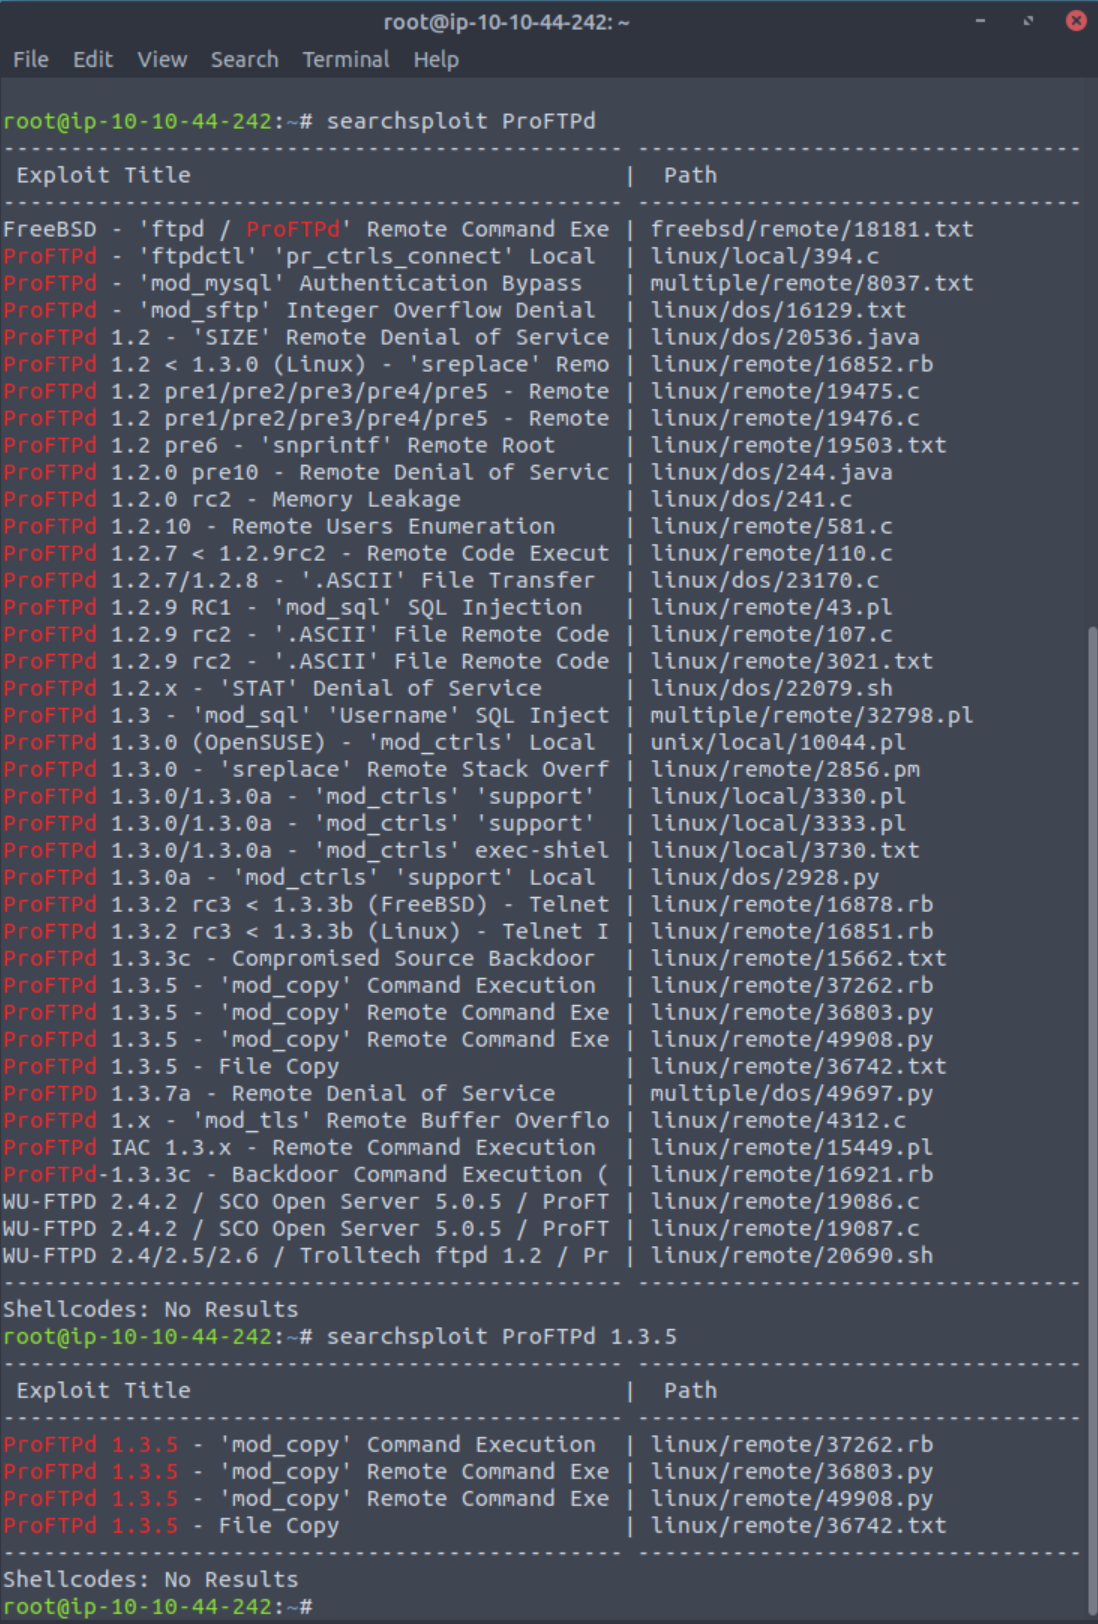 root@ip-10-10-44-242: ~
File Edit View Search Terminal Help
root@ip-10-10-44-242:~# searchsploit ProFTPd
---------------------------------------------- ---------------------------------
 Exploit Title                                |  Path
---------------------------------------------- ---------------------------------
FreeBSD - 'ftpd / ProFTPd' Remote Command Exe | freebsd/remote/18181.txt
ProFTPd - 'ftpdctl' 'pr_ctrls_connect' Local  | linux/local/394.c
ProFTPd - 'mod_mysql' Authentication Bypass   | multiple/remote/8037.txt
ProFTPd - 'mod_sftp' Integer Overflow Denial  | linux/dos/16129.txt
ProFTPd 1.2 - 'SIZE' Remote Denial of Service | linux/dos/20536.java
ProFTPd 1.2 < 1.3.0 (Linux) - 'sreplace' Remo | linux/remote/16852.rb
ProFTPd 1.2 pre1/pre2/pre3/pre4/pre5 - Remote | linux/remote/19475.c
ProFTPd 1.2 pre1/pre2/pre3/pre4/pre5 - Remote | linux/remote/19476.c
ProFTPd 1.2 pre6 - 'snprintf' Remote Root     | linux/remote/19503.txt
ProFTPd 1.2.0 pre10 - Remote Denial of Servic | linux/dos/244.java
ProFTPd 1.2.0 rc2 - Memory Leakage            | linux/dos/241.c
ProFTPd 1.2.10 - Remote Users Enumeration     | linux/remote/581.c
ProFTPd 1.2.7 < 1.2.9rc2 - Remote Code Execut | linux/remote/110.c
ProFTPd 1.2.7/1.2.8 - '.ASCII' File Transfer  | linux/dos/23170.c
ProFTPd 1.2.9 RC1 - 'mod_sql' SQL Injection   | linux/remote/43.pl
ProFTPd 1.2.9 rc2 - '.ASCII' File Remote Code | linux/remote/107.c
ProFTPd 1.2.9 rc2 - '.ASCII' File Remote Code | linux/remote/3021.txt
ProFTPd 1.2.x - 'STAT' Denial of Service      | linux/dos/22079.sh
ProFTPd 1.3 - 'mod_sql' 'Username' SQL Inject | multiple/remote/32798.pl
ProFTPd 1.3.0 (OpenSUSE) - 'mod_ctrls' Local  | unix/local/10044.pl
ProFTPd 1.3.0 - 'sreplace' Remote Stack Overf | linux/remote/2856.pm
ProFTPd 1.3.0/1.3.0a - 'mod_ctrls' 'support'  | linux/local/3330.pl
ProFTPd 1.3.0/1.3.0a - 'mod_ctrls' 'support'  | linux/local/3333.pl
ProFTPd 1.3.0/1.3.0a - 'mod_ctrls' exec-shiel | linux/local/3730.txt
ProFTPd 1.3.0a - 'mod_ctrls' 'support' Local  | linux/dos/2928.py
ProFTPd 1.3.2 rc3 < 1.3.3b (FreeBSD) - Telnet | linux/remote/16878.rb
ProFTPd 1.3.2 rc3 < 1.3.3b (Linux) - Telnet I | linux/remote/16851.rb
ProFTPd 1.3.3c - Compromised Source Backdoor  | linux/remote/15662.txt
ProFTPd 1.3.5 - 'mod_copy' Command Execution  | linux/remote/37262.rb
ProFTPd 1.3.5 - 'mod_copy' Remote Command Exe | linux/remote/36803.py
ProFTPd 1.3.5 - 'mod_copy' Remote Command Exe | linux/remote/49908.py
ProFTPd 1.3.5 - File Copy                     | linux/remote/36742.txt
ProFTPD 1.3.7a - Remote Denial of Service     | multiple/dos/49697.py
ProFTPd 1.x - 'mod_tls' Remote Buffer Overflo | linux/remote/4312.c
ProFTPd IAC 1.3.x - Remote Command Execution  | linux/remote/15449.pl
ProFTPd-1.3.3c - Backdoor Command Execution ( | linux/remote/16921.rb
WU-FTPD 2.4.2 / SCO Open Server 5.0.5 / ProFT | linux/remote/19086.c
WU-FTPD 2.4.2 / SCO Open Server 5.0.5 / ProFT | linux/remote/19087.c
WU-FTPD 2.4/2.5/2.6 / Trolltech ftpd 1.2 / Pr | linux/remote/20690.sh
---------------------------------------------- ---------------------------------
Shellcodes: No Results
root@ip-10-10-44-242:~# searchsploit ProFTPd 1.3.5
---------------------------------------------- ---------------------------------
 Exploit Title                                |  Path
---------------------------------------------- ---------------------------------
ProFTPd 1.3.5 - 'mod_copy' Command Execution  | linux/remote/37262.rb
ProFTPd 1.3.5 - 'mod_copy' Remote Command Exe | linux/remote/36803.py
ProFTPd 1.3.5 - 'mod_copy' Remote Command Exe | linux/remote/49908.py
ProFTPd 1.3.5 - File Copy                     | linux/remote/36742.txt
---------------------------------------------- ---------------------------------
Shellcodes: No Results
root@ip-10-10-44-242:~#